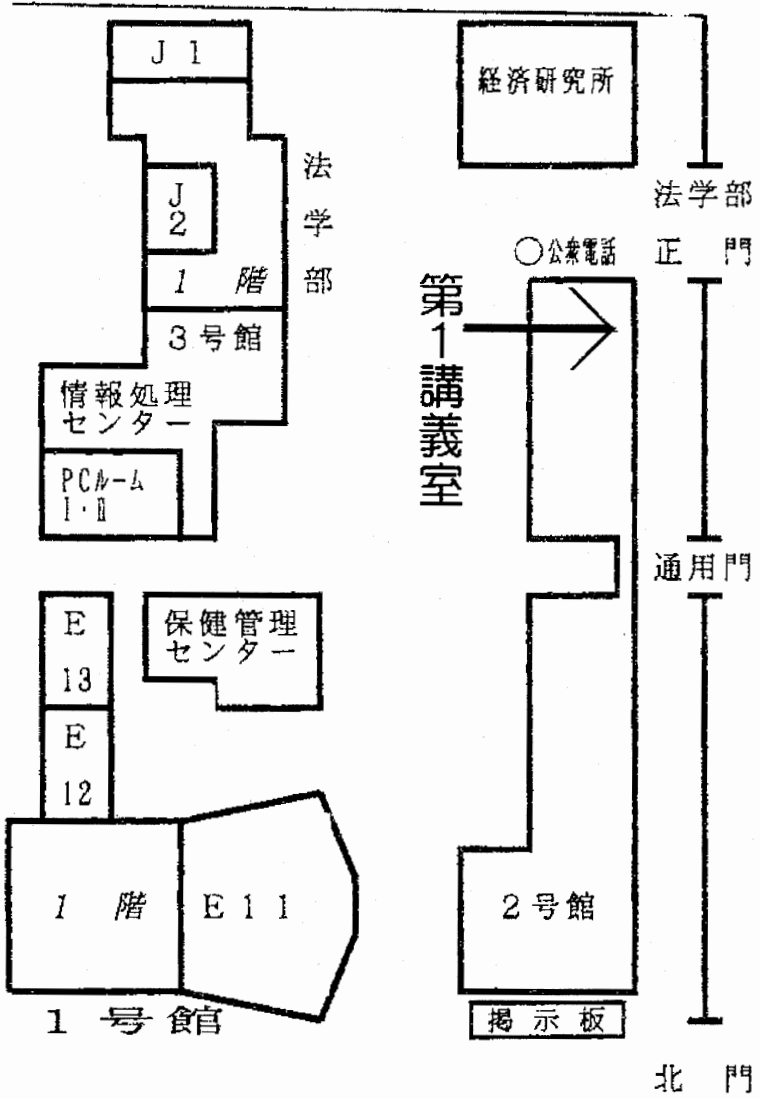 J 1
経済研究所
法学部
J
2
法学部
正 門
○公衆電話
1 階
第1講義室
3号館
情報処理
センター
PCルーム
I・II
通用門
E
13
保健管理
センター
E
12
1 階
E 1 1
2号館
1 号館
掲示板
北 門